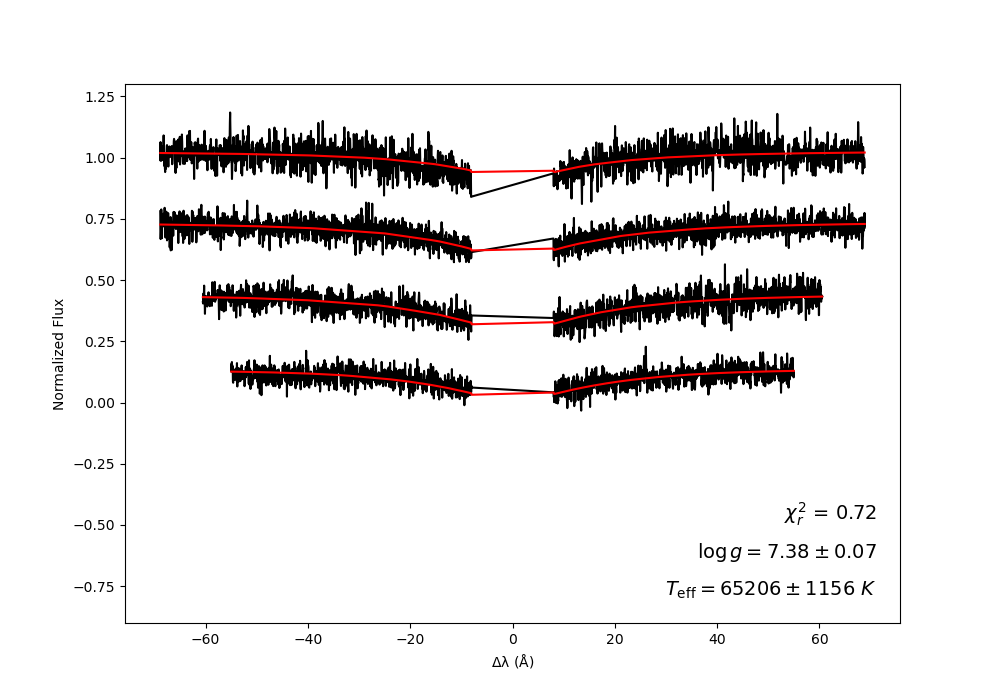 1.25
1.00
0.75
0.50
0.25
0.00
−0.25
−0.50
−0.75
Normalized Flux
χ²ᵣ = 0.72
log g = 7.38 ± 0.07
T_eff = 65206 ± 1156 K
−60 −40 −20 0 20 40 60
Δλ (Å)